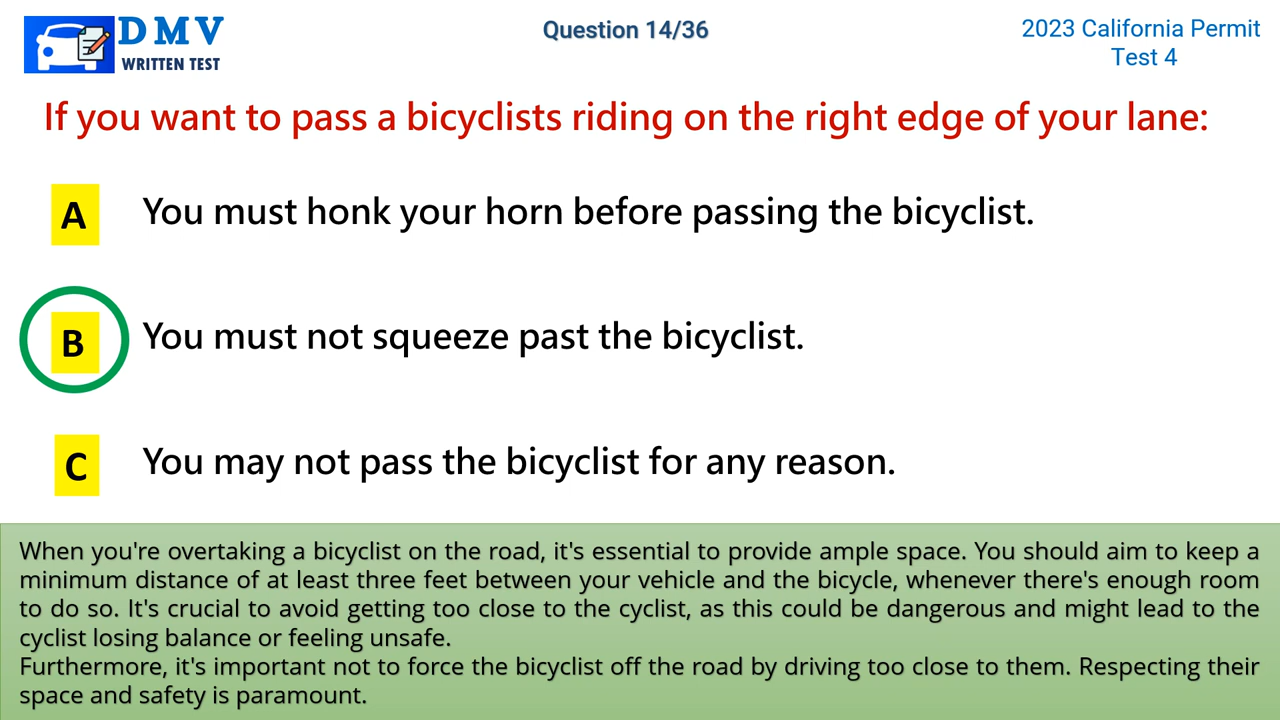 DMV
WRITTEN TEST
Question 14/36
2023 California Permit
Test 4
If you want to pass a bicyclists riding on the right edge of your lane:
A You must honk your horn before passing the bicyclist.
B You must not squeeze past the bicyclist.
C You may not pass the bicyclist for any reason.
When you're overtaking a bicyclist on the road, it's essential to provide ample space. You should aim to keep a
minimum distance of at least three feet between your vehicle and the bicycle, whenever there's enough room
to do so. It's crucial to avoid getting too close to the cyclist, as this could be dangerous and might lead to the
cyclist losing balance or feeling unsafe.
Furthermore, it's important not to force the bicyclist off the road by driving too close to them. Respecting their
space and safety is paramount.